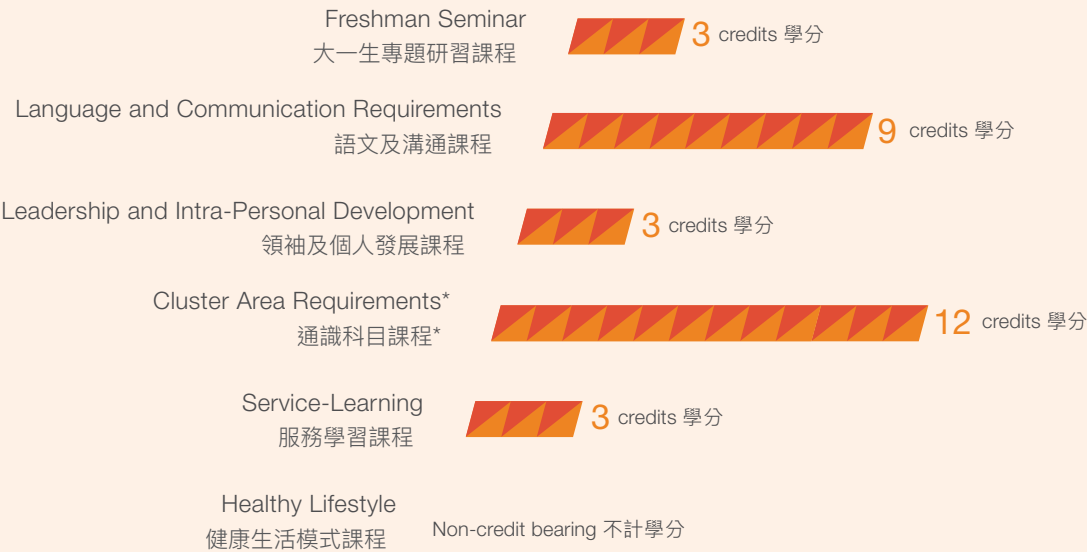 Freshman Seminar
大一生專題研習課程
3 credits 學分
Language and Communication Requirements
語文及溝通課程
9 credits 學分
Leadership and Intra-Personal Development
領袖及個人發展課程
3 credits 學分
Cluster Area Requirements*
通識科目課程*
12 credits 學分
Service-Learning
服務學習課程
3 credits 學分
Healthy Lifestyle
健康生活模式課程
Non-credit bearing 不計學分